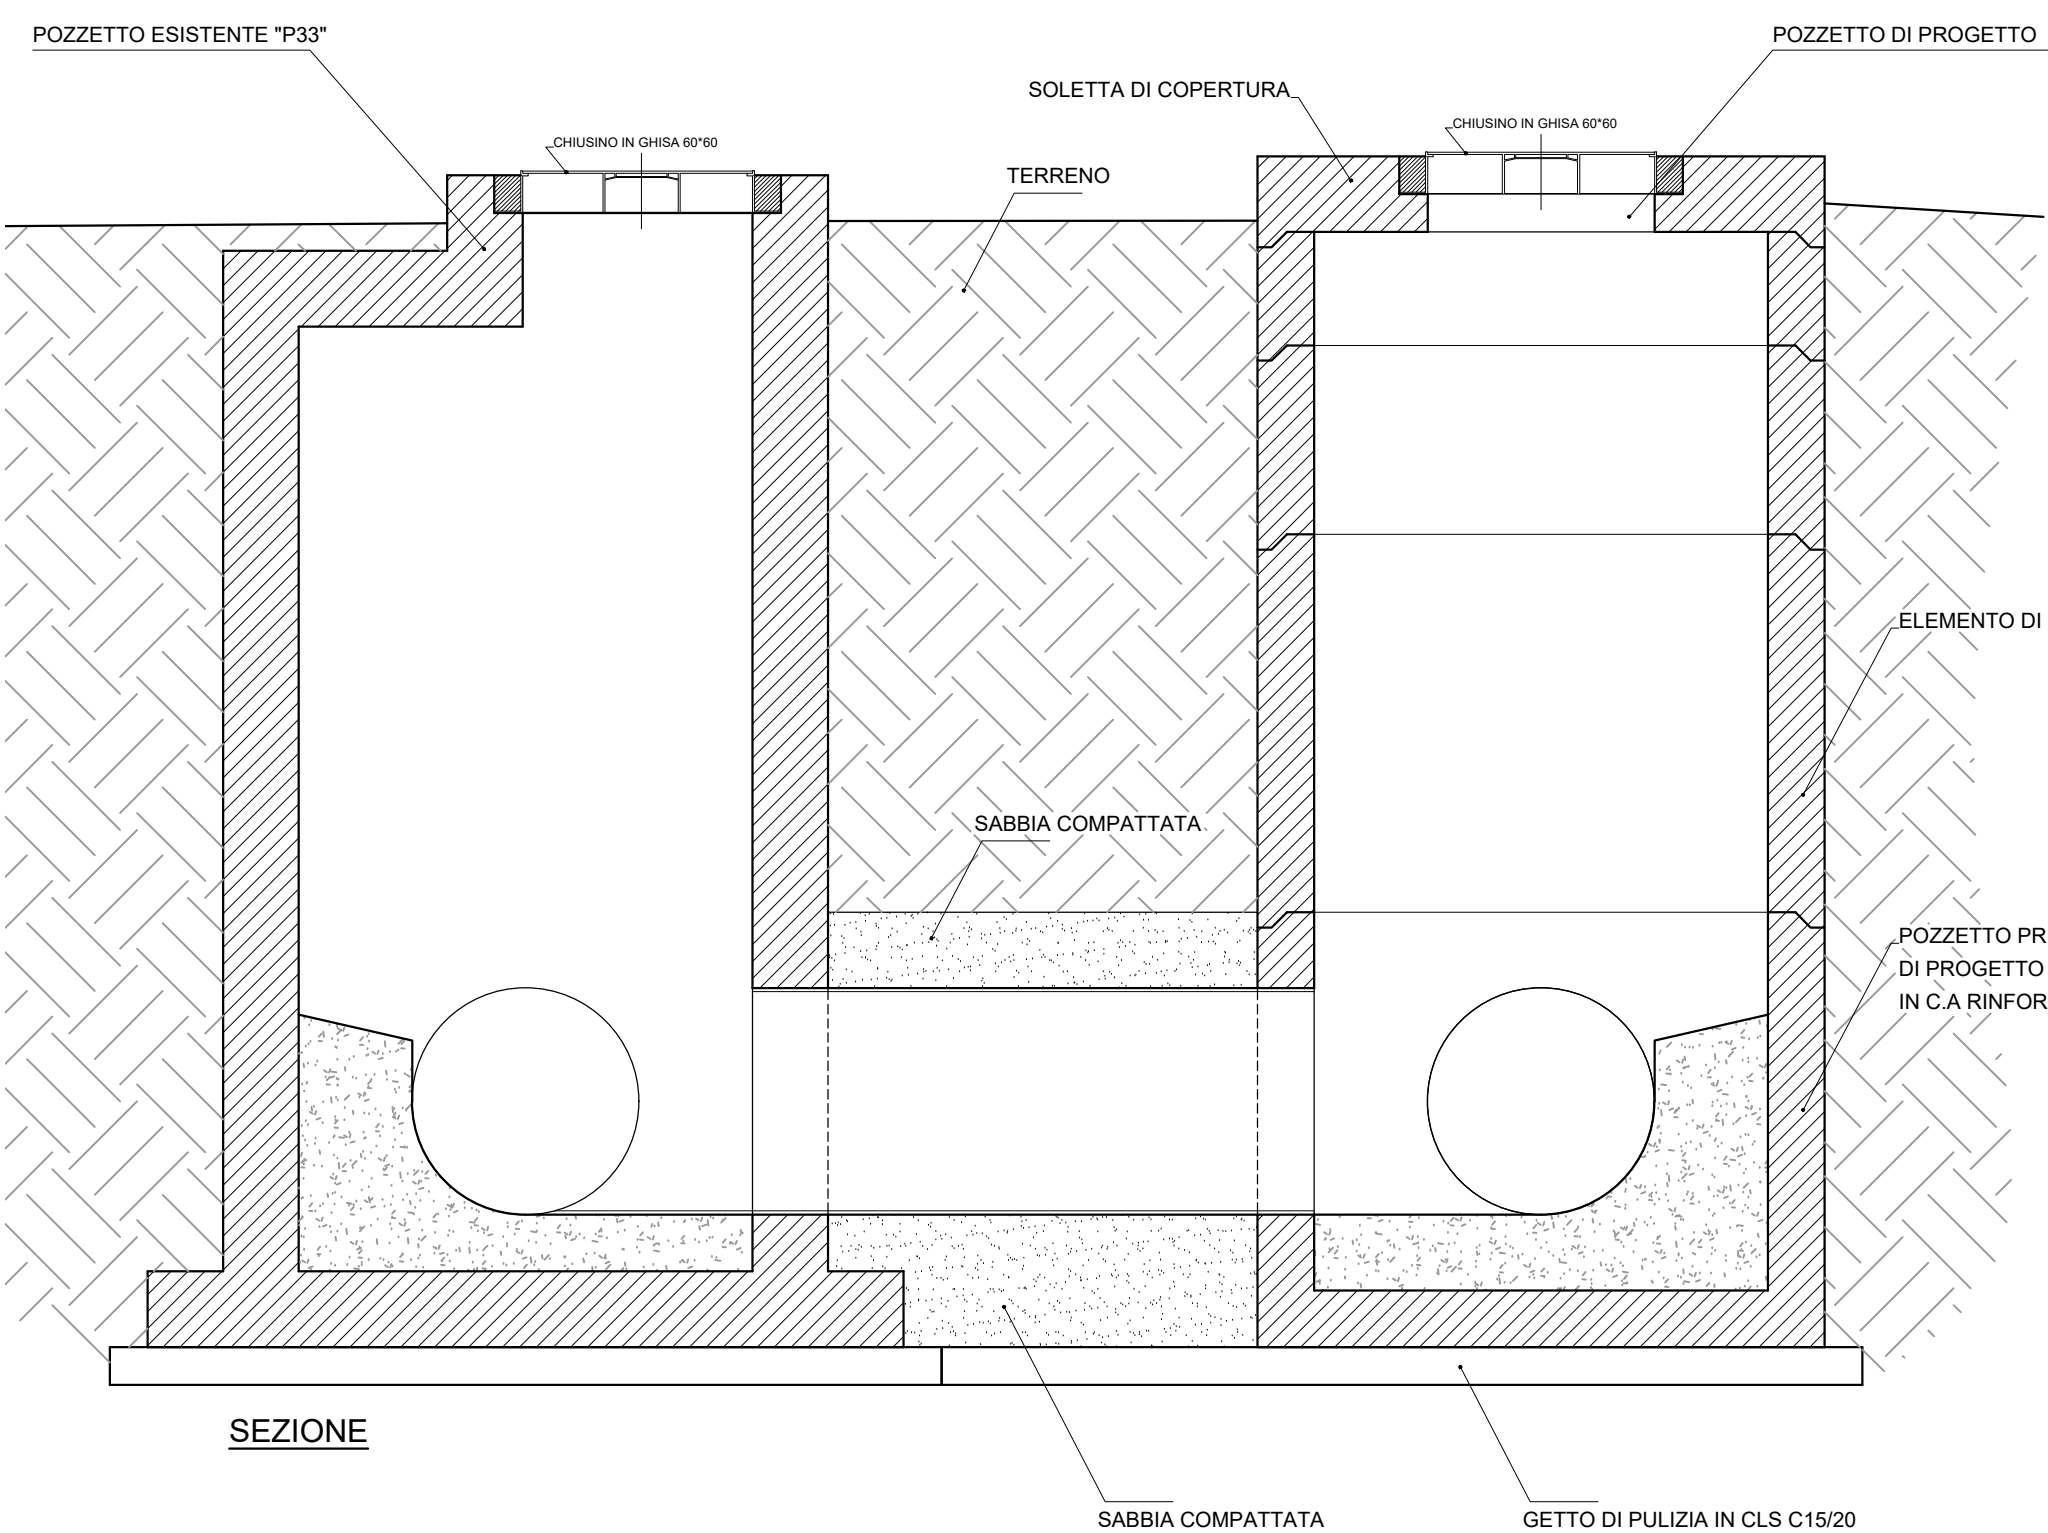 POZZETTO ESISTENTE "P33"
POZZETTO DI PROGETTO
SOLETTA DI COPERTURA
CHIUSINO IN GHISA 60*60
CHIUSINO IN GHISA 60*60
TERRENO
ELEMENTO DI
SABBIA COMPATTATA
POZZETTO PR
DI PROGETTO
IN C.A RINFOR
SEZIONE
SABBIA COMPATTATA
GETTO DI PULIZIA IN CLS C15/20